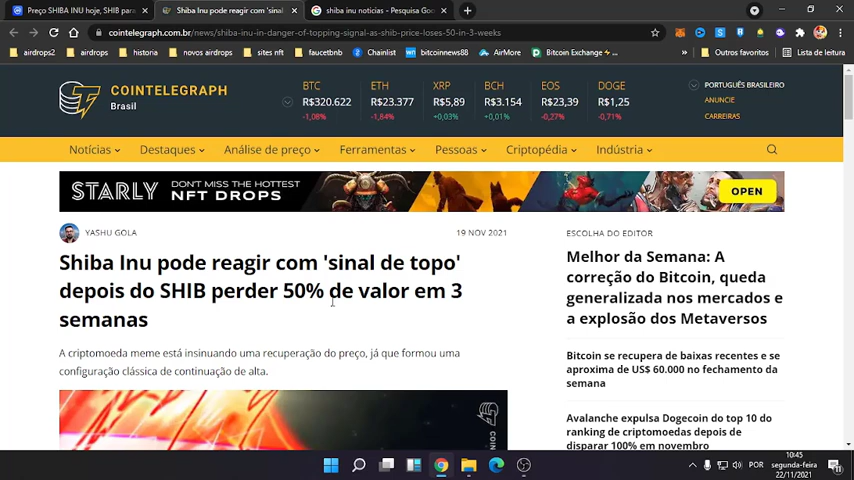 Preço SHIBA INU hoje, SHIB para
Shiba Inu pode reagir com 'sinal
shiba inu noticias - Pesquisa Goo
cointelegraph.com.br/news/shiba-inu-in-danger-of-topping-signal-as-shib-price-loses-50-in-3-weeks
airdrops2
airdrops
historia
novos airdrops
sites nft
faucetbnb
Chainlist
bitcoinnews88
AirMore
Bitcoin Exchange
»
Outros favoritos
Lista de leitura
COINTELEGRAPH
Brasil
BTC
R$320.622
-1,08%
ETH
R$23.377
-1,84%
XRP
R$5,89
+0,03%
BCH
R$3.154
+0,01%
EOS
R$23,39
-0,27%
DOGE
R$1,25
-0,71%
PORTUGUÊS BRASILEIRO
ANUNCIE
CARREIRAS
Notícias
Destaques
Análise de preço
Ferramentas
Pessoas
Criptopédia
Indústria
STARLY
DON'T MISS THE HOTTEST
NFT DROPS
OPEN
YASHU GOLA
19 NOV 2021
Shiba Inu pode reagir com 'sinal de topo'
depois do SHIB perder 50% de valor em 3
semanas
A criptomoeda meme está insinuando uma recuperação do preço, já que formou uma
configuração clássica de continuação de alta.
ESCOLHA DO EDITOR
Melhor da Semana: A
correção do Bitcoin, queda
generalizada nos mercados e
a explosão dos Metaversos
Bitcoin se recupera de baixas recentes e se
aproxima de US$ 60.000 no fechamento da
semana
Avalanche expulsa Dogecoin do top 10 do
ranking de criptomoedas depois de
disparar 100% em novembro
POR
10:45
segunda-feira
22/11/2021